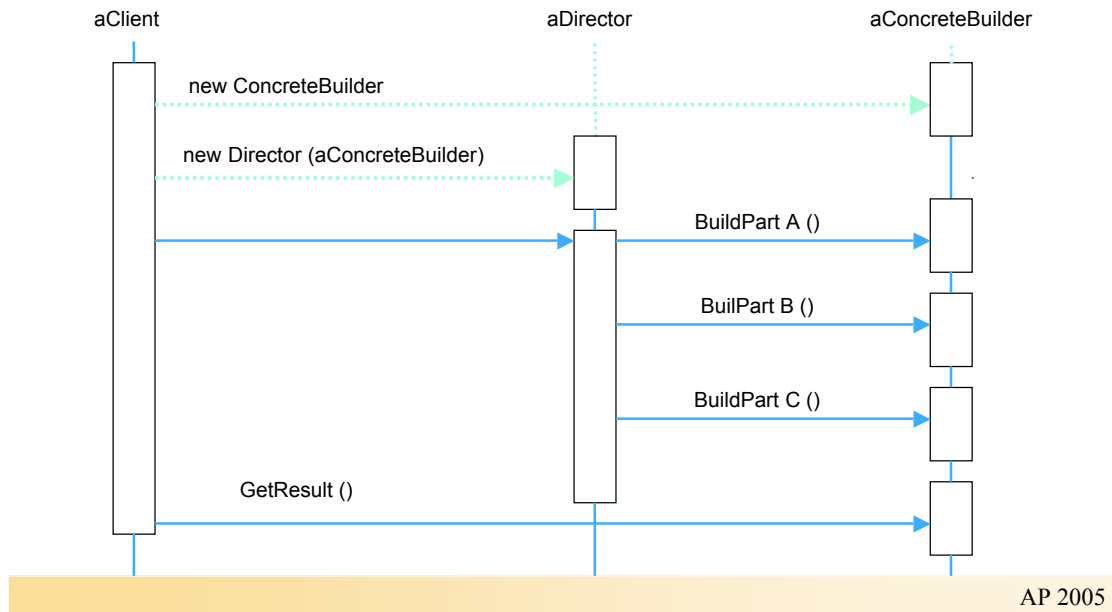 aClient aDirector aConcreteBuilder
new ConcreteBuilder
new Director (aConcreteBuilder)
BuildPart A ()
BuilPart B ()
BuildPart C ()
GetResult ()
AP 2005